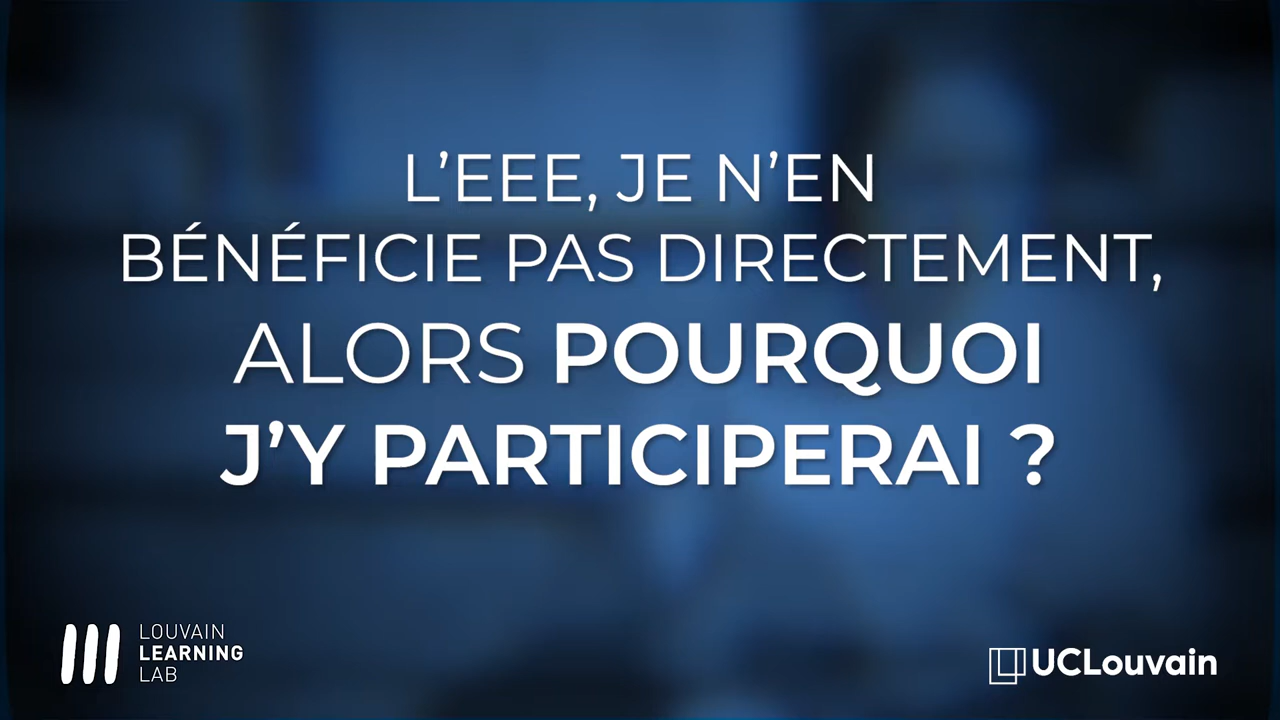 L'EEE, JE N'EN
BÉNÉFICIE PAS DIRECTEMENT,
ALORS POURQUOI
J'Y PARTICIPERAI ?
LOUVAIN
LEARNING
LAB
UCLouvain